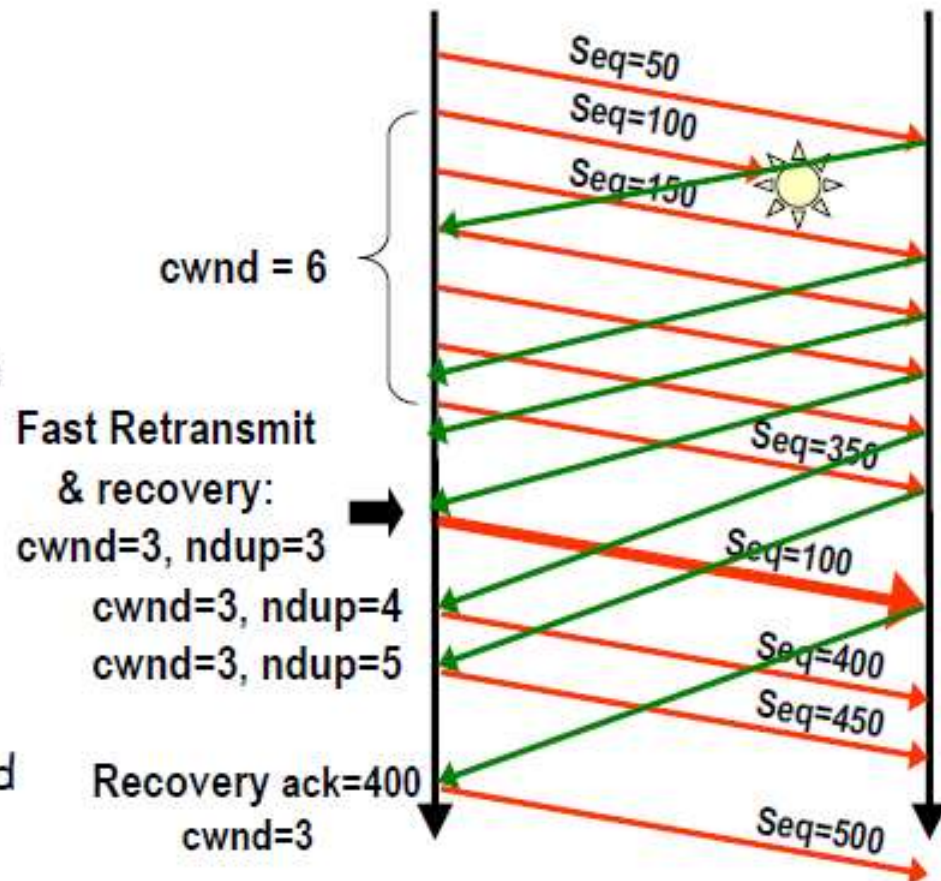 Seq=50
Seq=100
Seq=150
cwnd = 6
Fast Retransmit
& recovery:
cwnd=3, ndup=3
Seq=350
Seq=100
cwnd=3, ndup=4
cwnd=3, ndup=5
Seq=400
Seq=450
d
Recovery ack=400
cwnd=3
Seq=500